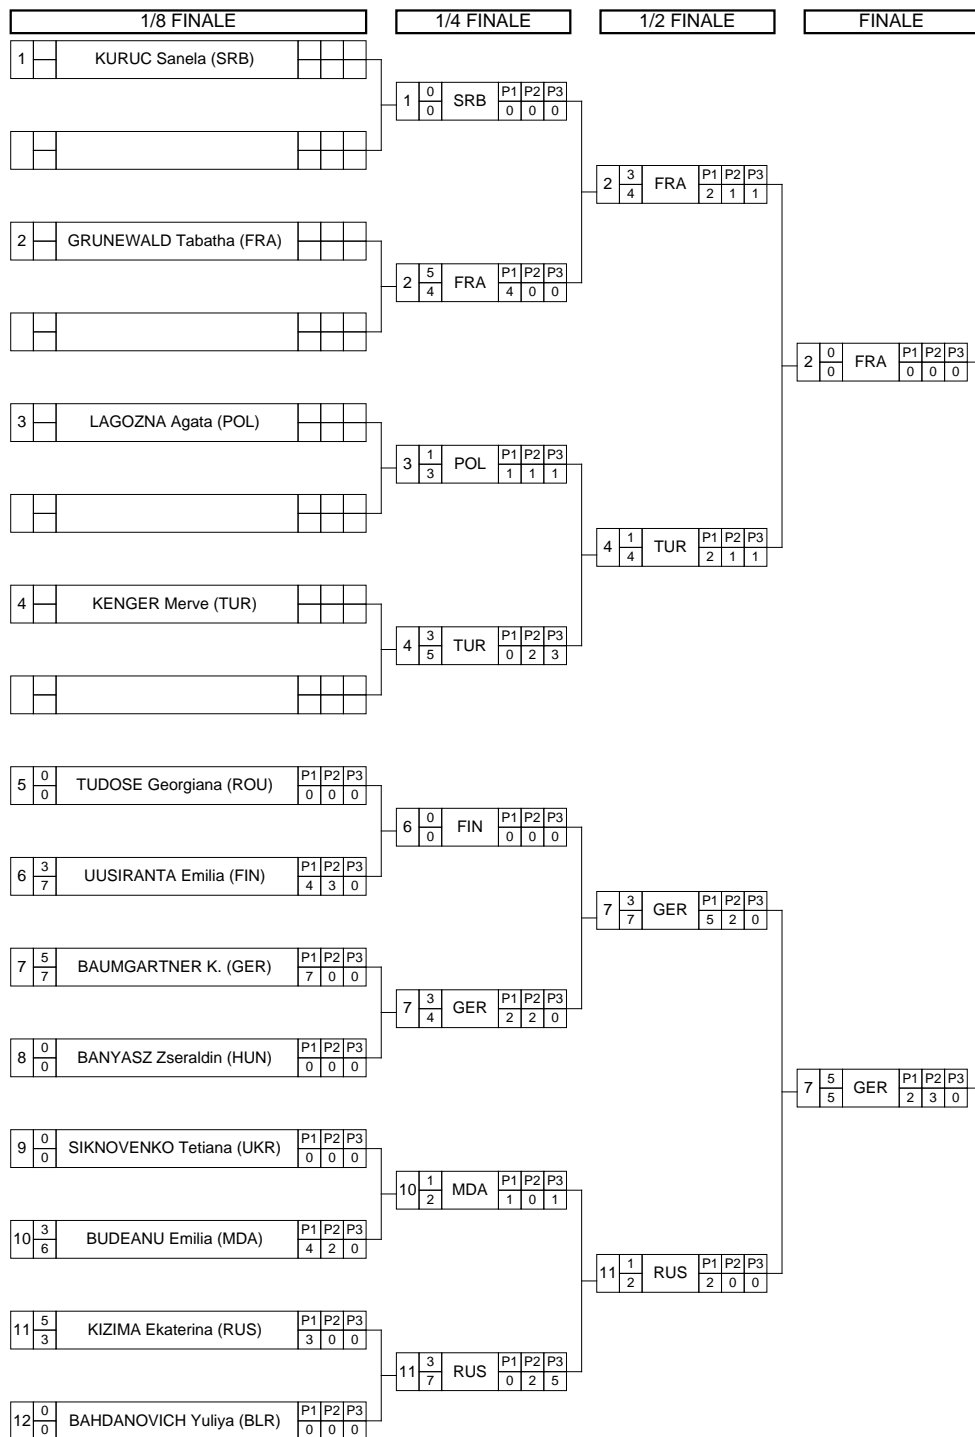 1/8 FINALE 1/4 FINALE 1/2 FINALE FINALE
1 KURUC Sanela (SRB)
1 0 SRB P1 P2 P3
0 0 0 0
2 3 FRA P1 P2 P3
4 2 1 1
2 GRUNEWALD Tabatha (FRA)
2 5 FRA P1 P2 P3
4 4 0 0
2 0 FRA P1 P2 P3
0 0 0 0
3 LAGOZNA Agata (POL)
3 1 POL P1 P2 P3
3 1 1 1
4 1 TUR P1 P2 P3
4 2 1 1
4 KENGER Merve (TUR)
4 3 TUR P1 P2 P3
5 0 2 3
5 0 TUDOSE Georgiana (ROU) P1 P2 P3
0 0 0 0
6 0 FIN P1 P2 P3
0 0 0 0
6 3 UUSIRANTA Emilia (FIN) P1 P2 P3
7 4 3 0
7 3 GER P1 P2 P3
7 5 2 0
7 5 BAUMGARTNER K. (GER) P1 P2 P3
7 7 0 0
7 3 GER P1 P2 P3
4 2 2 0
8 0 BANYASZ Zseraldin (HUN) P1 P2 P3
0 0 0 0
7 5 GER P1 P2 P3
5 2 3 0
9 0 SIKNOVENKO Tetiana (UKR) P1 P2 P3
0 0 0 0
10 1 MDA P1 P2 P3
2 1 0 1
10 3 BUDEANU Emilia (MDA) P1 P2 P3
6 4 2 0
11 1 RUS P1 P2 P3
2 2 0 0
11 5 KIZIMA Ekaterina (RUS) P1 P2 P3
3 3 0 0
11 3 RUS P1 P2 P3
7 0 2 5
12 0 BAHDANOVICH Yuliya (BLR) P1 P2 P3
0 0 0 0